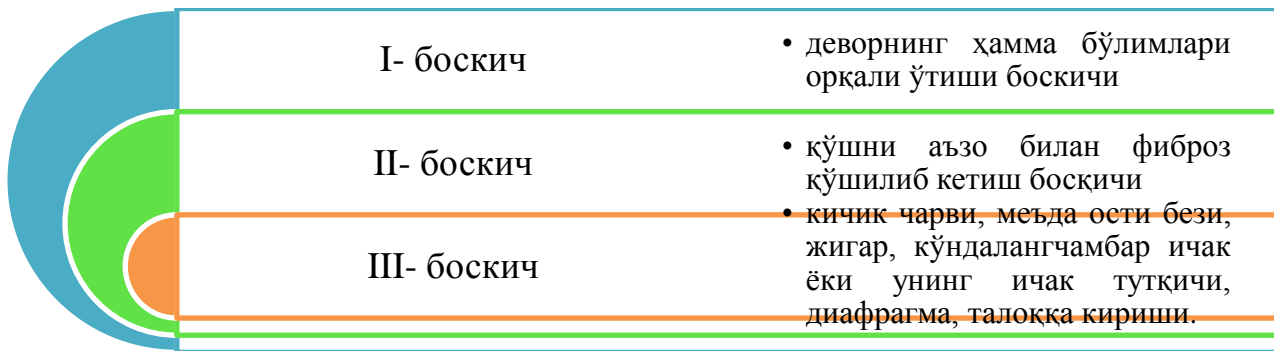 I- боскич
• деворнинг ҳамма бўлимлари
орқали ўтиши боскичи
II- боскич
• қўшни аъзо билан фиброз
қўшилиб кетиш босқичи
III- боскич
• кичик чарви, меъда ости бези,
жигар, кўндалангчамбар ичак
ёки унинг ичак тутқичи,
диафрагма, талоққа кириши.